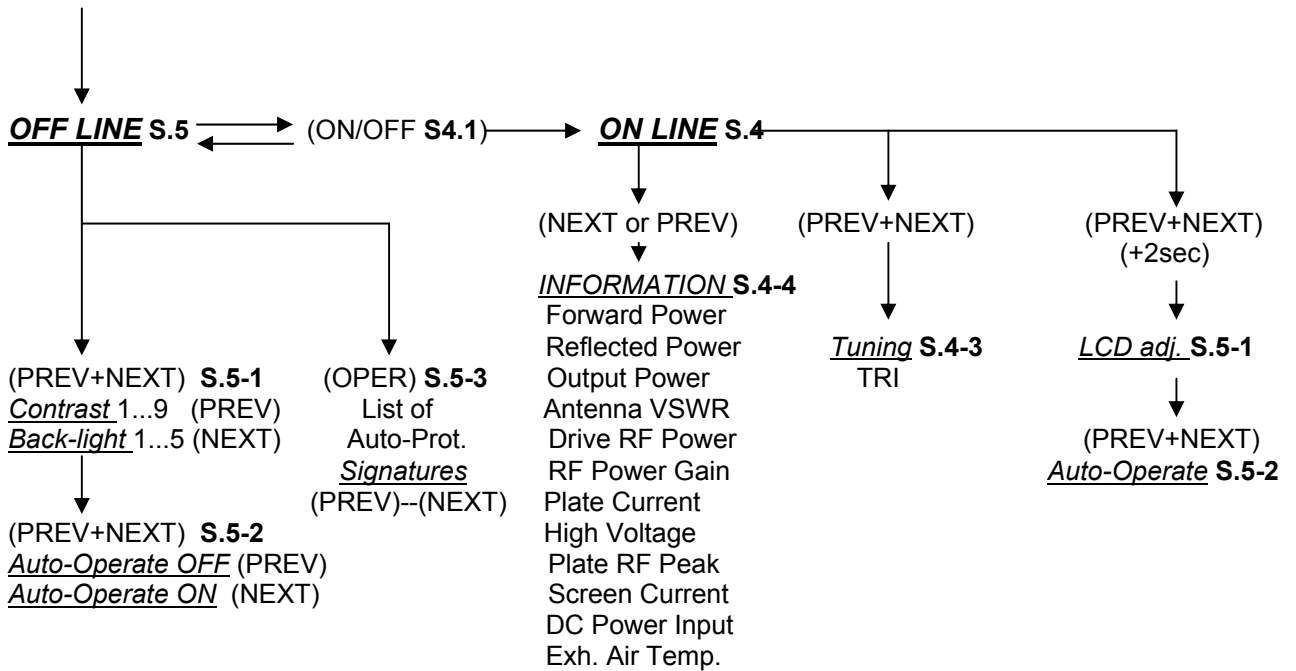 OFF LINE S.5 (ON/OFF S4.1) ON LINE S.4
(NEXT or PREV) (PREV+NEXT) (PREV+NEXT)
(+2sec)
INFORMATION S.4-4
Forward Power
Reflected Power
Output Power
Antenna VSWR
Drive RF Power
RF Power Gain
Plate Current
High Voltage
Plate RF Peak
Screen Current
DC Power Input
Exh. Air Temp.
Tuning S.4-3
TRI
LCD adj. S.5-1
(PREV+NEXT)
Auto-Operate S.5-2
(PREV+NEXT) S.5-1
Contrast 1...9 (PREV)
Back-light 1...5 (NEXT)
(PREV+NEXT) S.5-2
Auto-Operate OFF (PREV)
Auto-Operate ON (NEXT)
(OPER) S.5-3
List of
Auto-Prot.
Signatures
(PREV)--(NEXT)